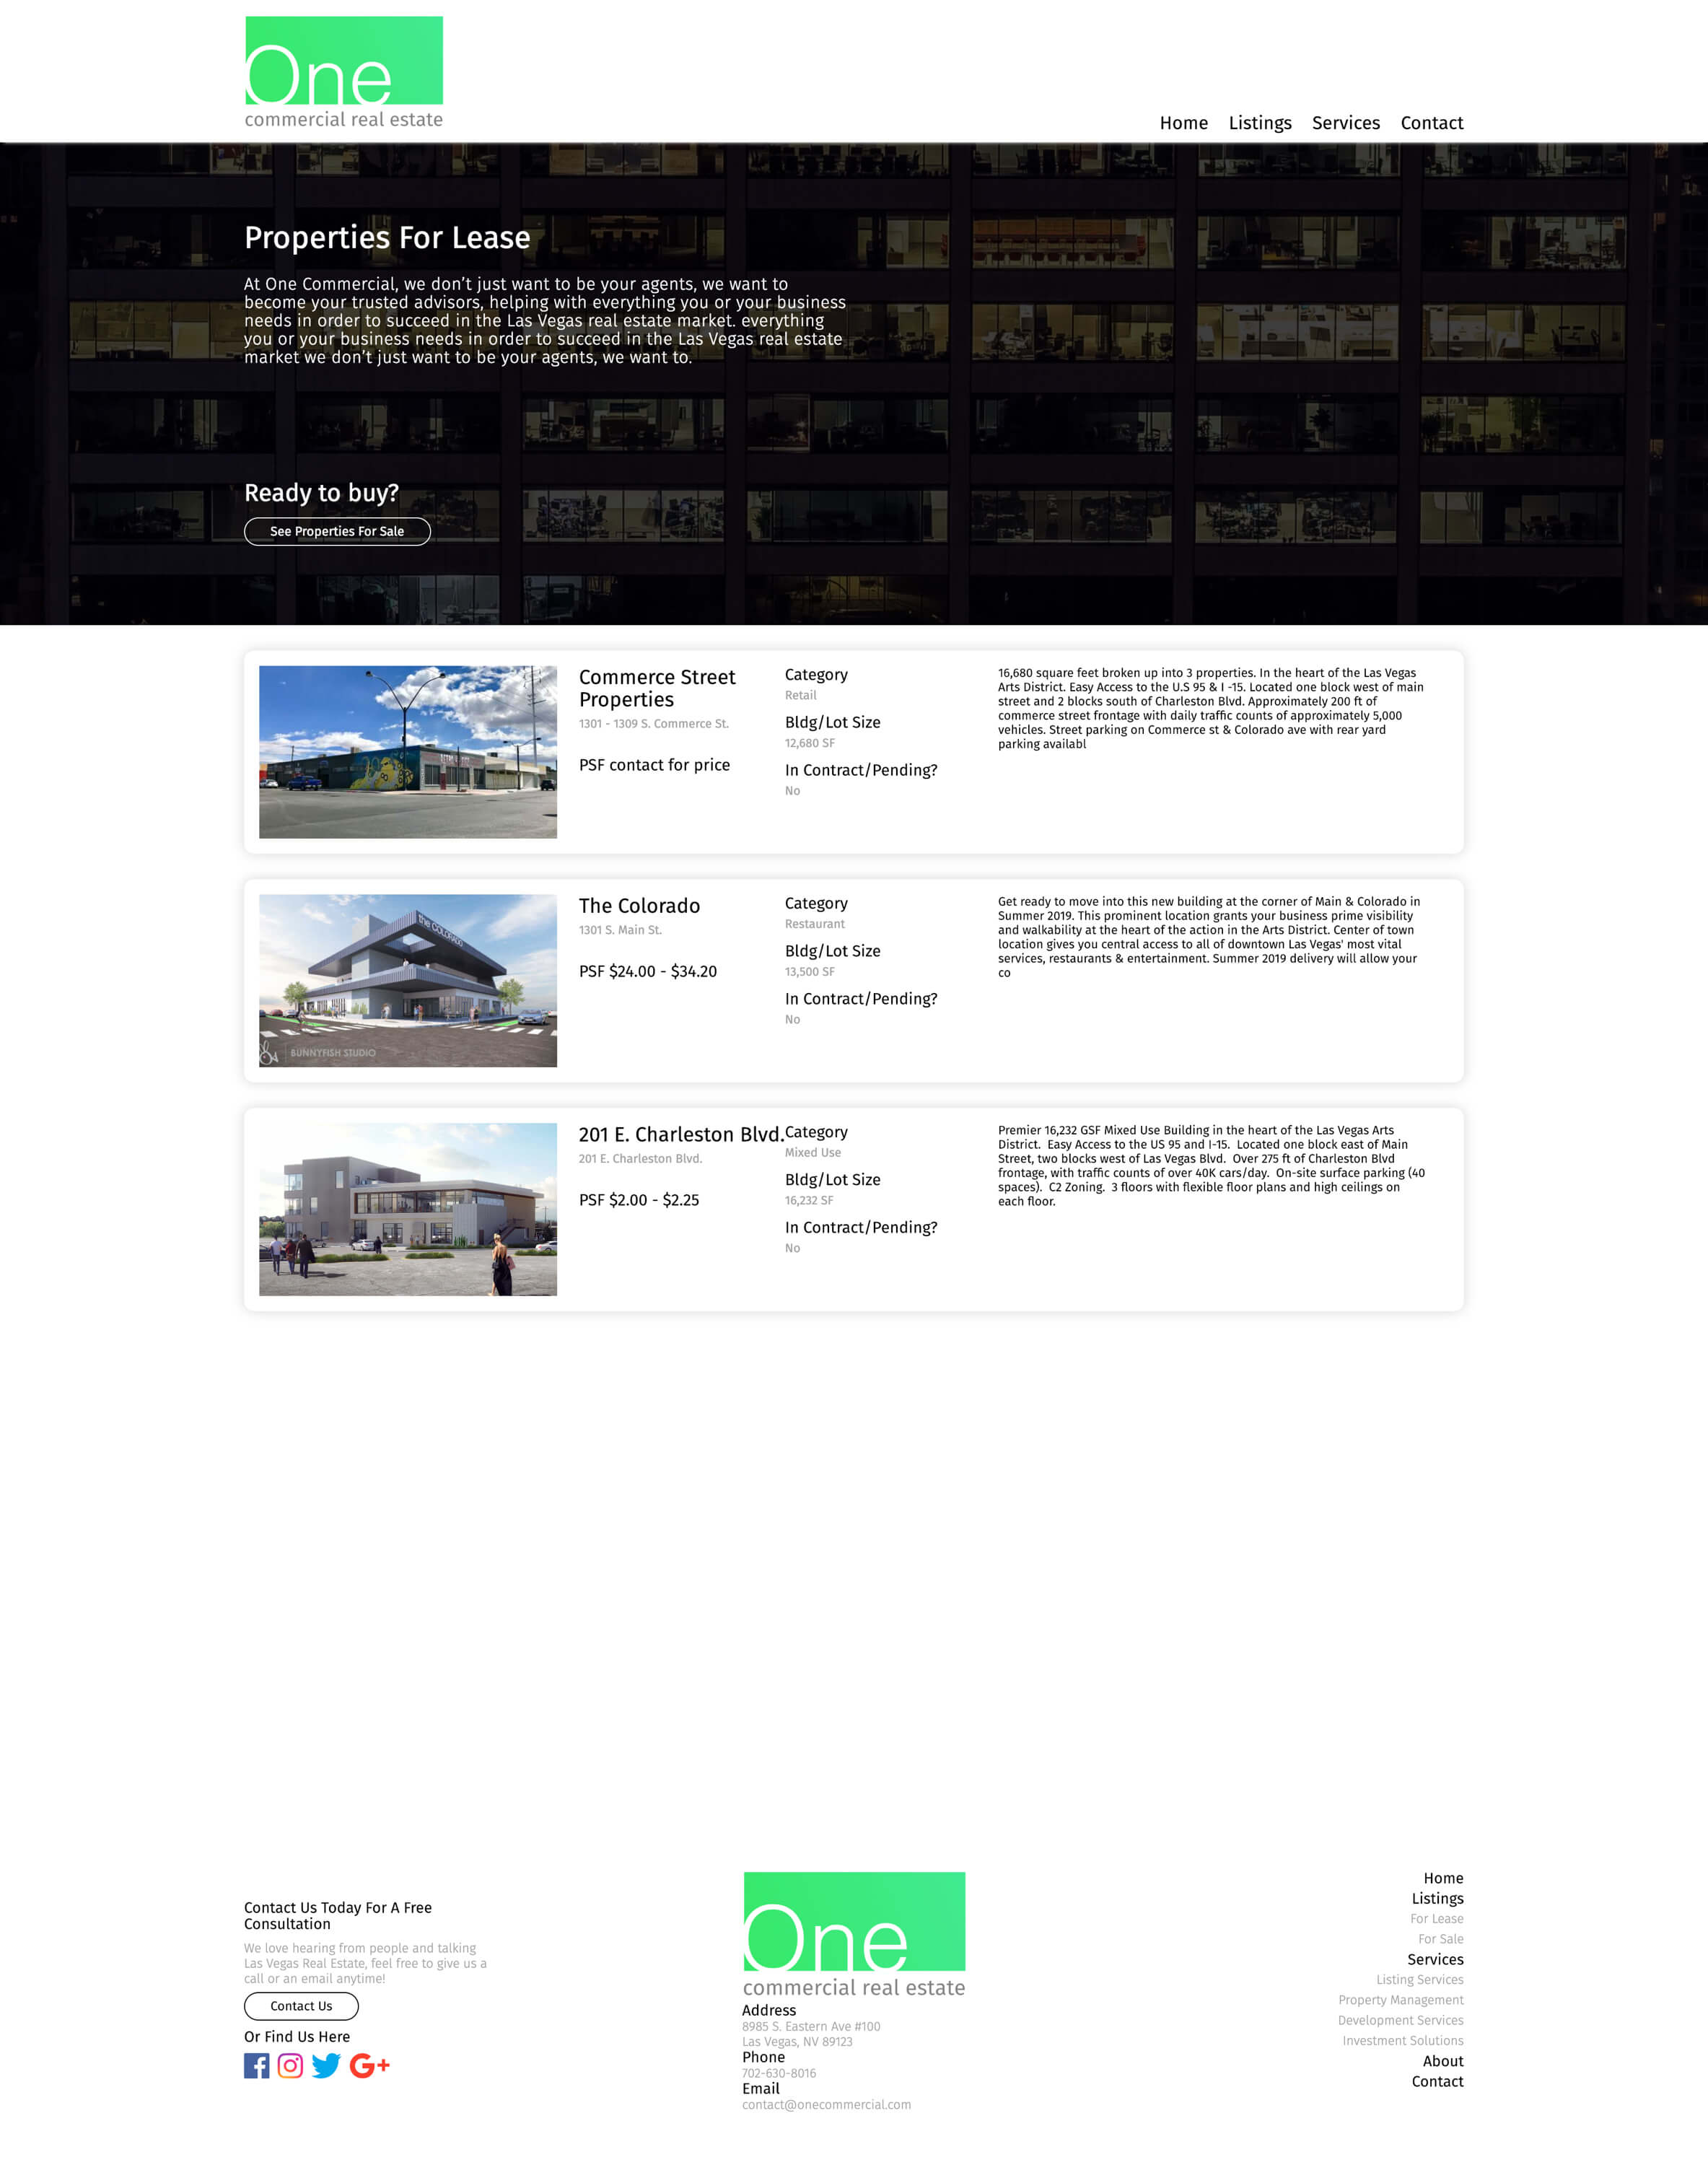 One
commercial real estate
Home Listings Services Contact
Properties For Lease
At One Commercial, we don’t just want to be your agents, we want to
become your trusted advisors, helping with everything you or your business
needs in order to succeed in the Las Vegas real estate market. everything
you or your business needs in order to succeed in the Las Vegas real estate
market we don’t just want to be your agents, we want to.
Ready to buy?
See Properties For Sale
Commerce Street
Properties
1301 - 1309 S. Commerce St.
PSF contact for price
Category
Retail
Bldg/Lot Size
12,680 SF
In Contract/Pending?
No
16,680 square feet broken up into 3 properties. In the heart of the Las Vegas
Arts District. Easy Access to the U.S 95 & I -15. Located one block west of main
street and 2 blocks south of Charleston Blvd. Approximately 200 ft of
commerce street frontage with daily traffic counts of approximately 5,000
vehicles. Street parking on Commerce st & Colorado ave with rear yard
parking availabl
The COLORADO
BUNNYFISH STUDIO
The Colorado
1301 S. Main St.
PSF $24.00 - $34.20
Category
Restaurant
Bldg/Lot Size
13,500 SF
In Contract/Pending?
No
Get ready to move into this new building at the corner of Main & Colorado in
Summer 2019. This prominent location grants your business prime visibility
and walkability at the heart of the action in the Arts District. Center of town
location gives you central access to all of downtown Las Vegas' most vital
services, restaurants & entertainment. Summer 2019 delivery will allow your
co
201 E. Charleston Blvd.
201 E. Charleston Blvd.
PSF $2.00 - $2.25
Category
Mixed Use
Bldg/Lot Size
16,232 SF
In Contract/Pending?
No
Premier 16,232 GSF Mixed Use Building in the heart of the Las Vegas Arts
District. Easy Access to the US 95 and I-15. Located one block east of Main
Street, two blocks west of Las Vegas Blvd. Over 275 ft of Charleston Blvd
frontage, with traffic counts of over 40K cars/day. On-site surface parking (40
spaces). C2 Zoning. 3 floors with flexible floor plans and high ceilings on
each floor.
Contact Us Today For A Free
Consultation
We love hearing from people and talking
Las Vegas Real Estate, feel free to give us a
call or an email anytime!
Contact Us
Or Find Us Here
G+
One
commercial real estate
Address
8985 S. Eastern Ave #100
Las Vegas, NV 89123
Phone
702-630-8016
Email
contact@onecommercial.com
Home
Listings
For Lease
For Sale
Services
Listing Services
Property Management
Development Services
Investment Solutions
About
Contact